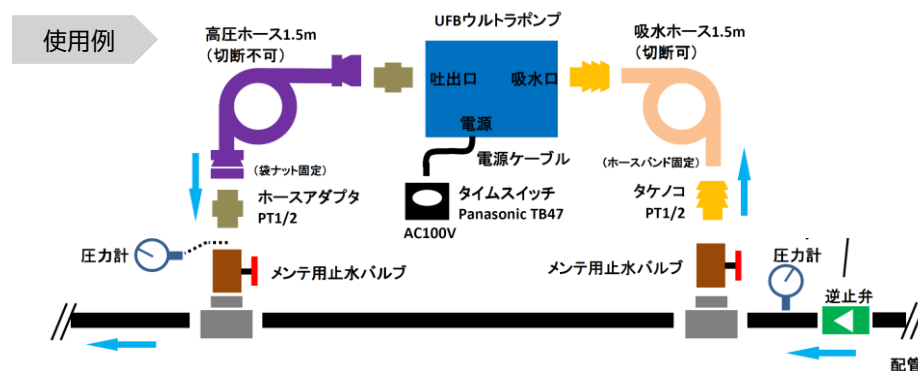 使用例
高圧ホース1.5m
(切断不可)
UFBウルトラポンプ
吸水ホース1.5m
(切断可)
吐出口
吸水口
電源
電源ケーブル
(袋ナット固定)
(ホースバンド固定)
ホースアダプタ
PT1/2
タイムスイッチ
Panasonic TB47
AC100V
タケノコ
PT1/2
圧力計
メンテ用止水バルブ
メンテ用止水バルブ
圧力計
逆止弁
配管